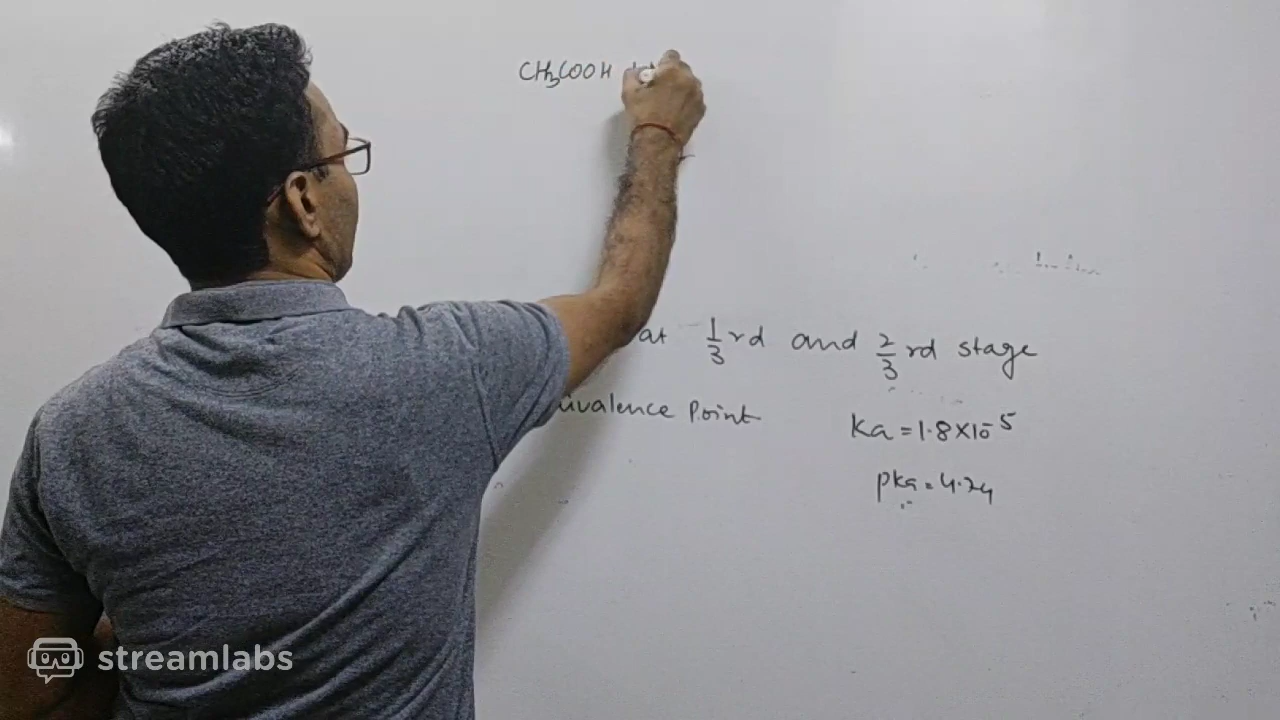 CH₃COOH
at 1/3 rd and 2/3 rd stage
uivalence Point
Ka = 1.8×10⁻⁵
pka = 4.74
streamlabs